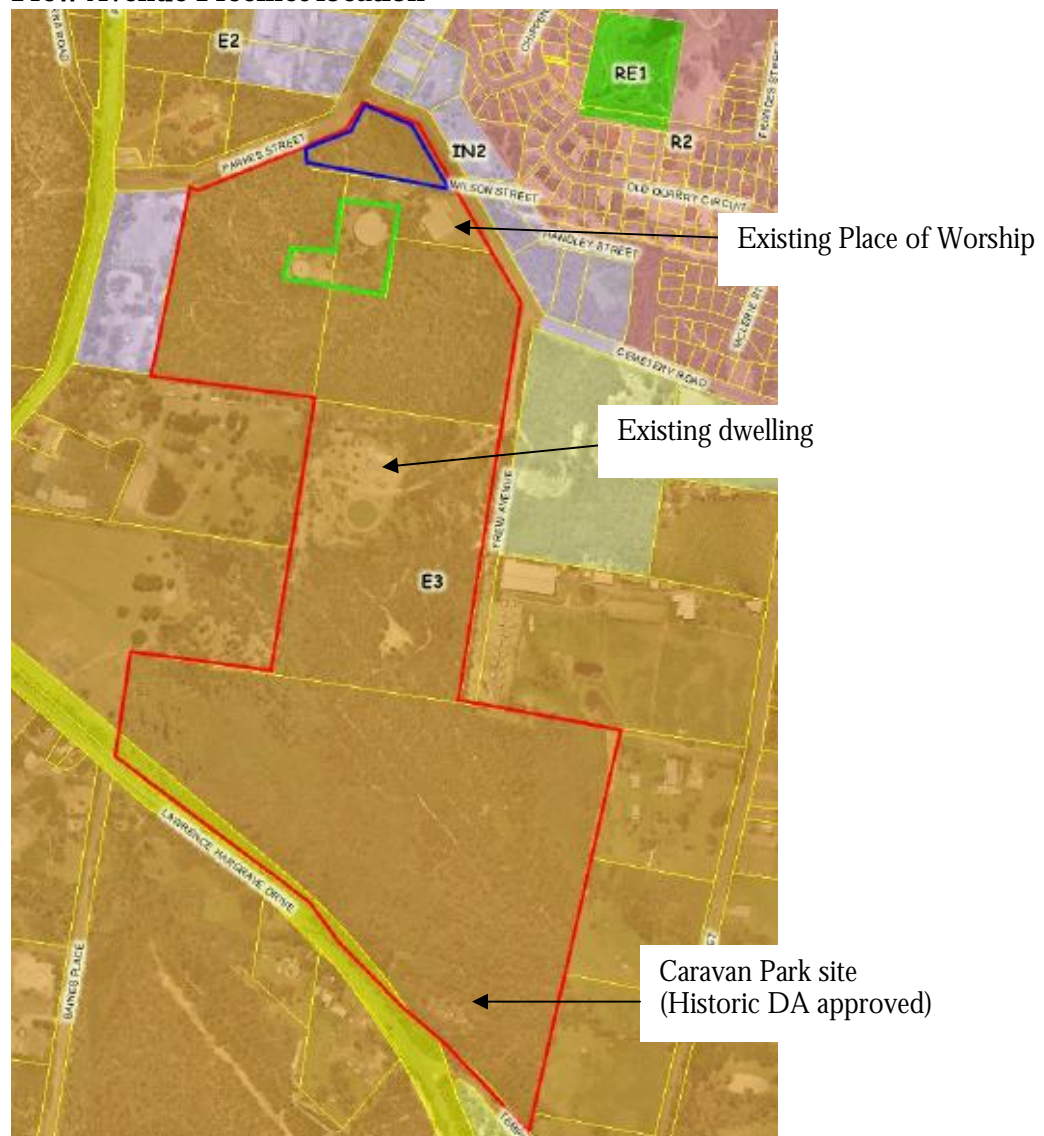 E2
RE1
R2
IN2
PARKES STREET
WILSON STREET
OLD QUARRY CIRCUIT
HANDLEY STREET
Existing Place of Worship
CEMETERY ROAD
Existing dwelling
FREW AVENUE
E3
LAWRENCE HARGRAVE DRIVE
BAINES PLACE
Caravan Park site
(Historic DA approved)